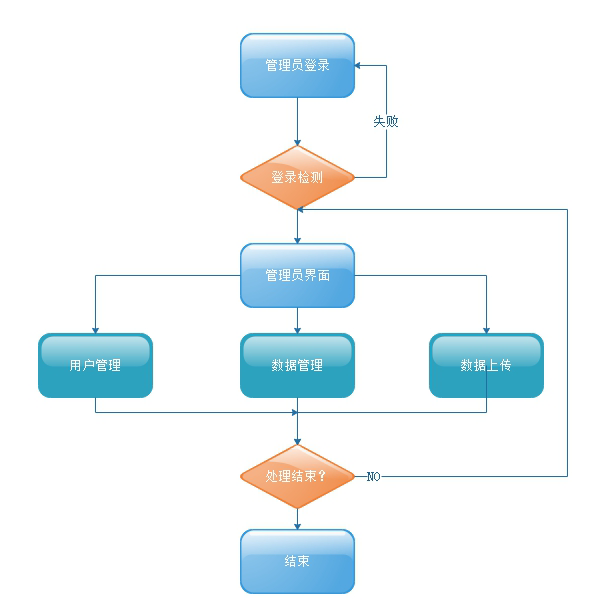 管理员登录
失败
登录检测
管理员界面
用户管理
数据管理
数据上传
处理结束?
NO
结束